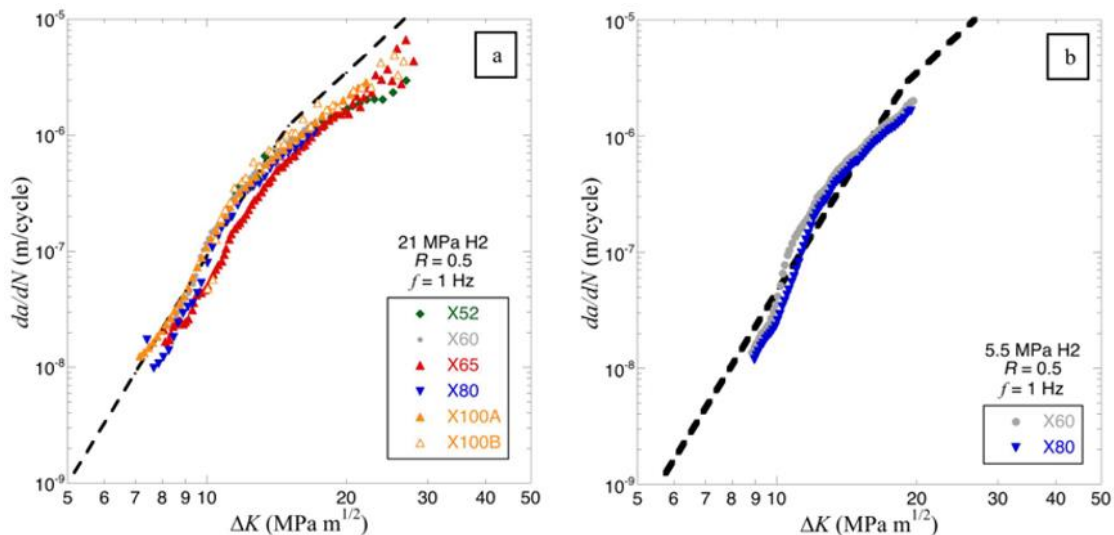 a
10⁻⁵
10⁻⁶
10⁻⁷
10⁻⁸
10⁻⁹
da/dN (m/cycle)
21 MPa H2
R = 0.5
f = 1 Hz
X52
X60
X65
X80
X100A
X100B
5 6 7 8 9 10 20 30 40 50
ΔK (MPa m^1/2)
b
10⁻⁵
10⁻⁶
10⁻⁷
10⁻⁸
10⁻⁹
da/dN (m/cycle)
5.5 MPa H2
R = 0.5
f = 1 Hz
X60
X80
5 6 7 8 9 10 20 30 40 50
ΔK (MPa m^1/2)